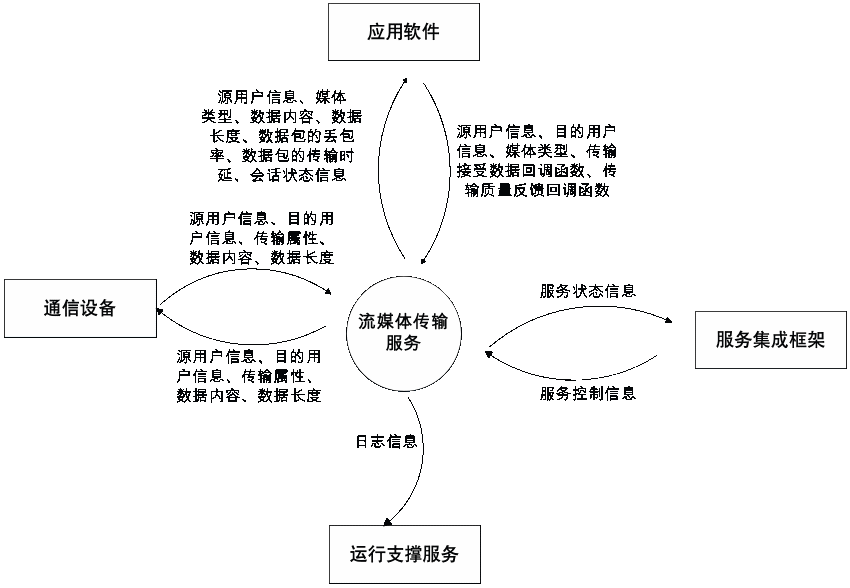 应用软件
源用户信息、媒体
类型、数据内容、数据
长度、数据包的丢包
率、数据包的传输时
延、会话状态信息
源用户信息、目的用户
信息、媒体类型、传输
接受数据回调函数、传
输质量反馈回调函数
源用户信息、目的用
户信息、传输属性、
数据内容、数据长度
通信设备
流媒体传输
服务
服务状态信息
服务集成框架
源用户信息、目的用
户信息、传输属性、
数据内容、数据长度
服务控制信息
日志信息
运行支撑服务